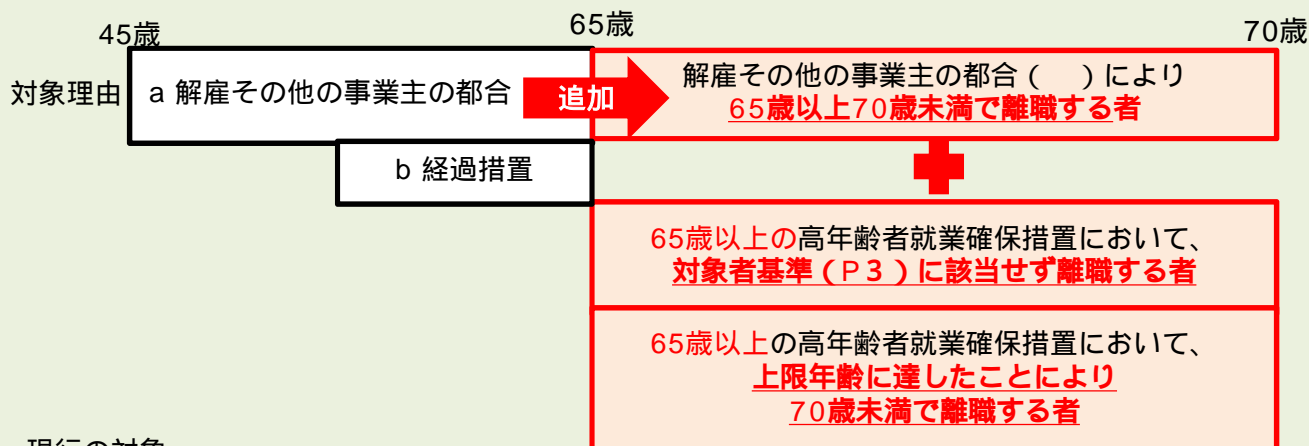 45歳
65歳
70歳
対象理由
a 解雇その他の事業主の都合
追加
解雇その他の事業主の都合(　)により
65歳以上70歳未満で離職する者
b 経過措置
65歳以上の高年齢者就業確保措置において、
対象者基準(P3)に該当せず離職する者
65歳以上の高年齢者就業確保措置において、
上限年齢に達したことにより
70歳未満で離職する者
現行の対象